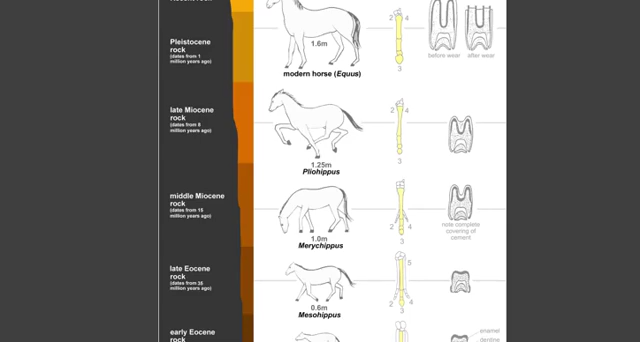 Pleistocene
rock
(dates from 1
million years ago)
1.6m
modern horse (Equus)
2 4
3
before wear
after wear
late Miocene
rock
(dates from 6
million years ago)
1.25m
Pliohippus
2 4
3
middle Miocene
rock
(dates from 15
million years ago)
1.0m
Merychippus
2 4
3
note complete
covering of
cement
late Eocene
rock
(dates from 35
million years ago)
0.6m
Mesohippus
5
2 4
3
early Eocene
rock
enamel
dentine